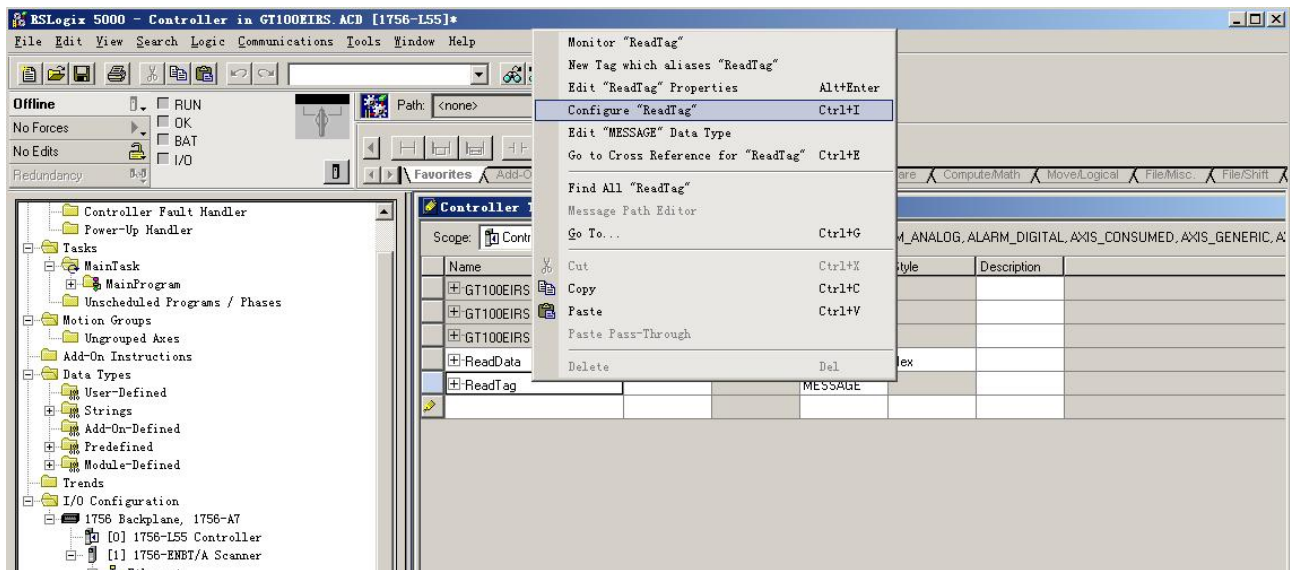 RSLogix 5000 - Controller in GT100EIRS.ACD [1756-L55]*
File Edit View Search Logic Communications Tools Window Help
Offline
RUN
No Forces
OK
No Edits
BAT
I/O
Redundancy
Path: <none>
Favorites Add-O
are Compute/Math Move/Logical File/Misc. File/Shift
Monitor "ReadTag"
New Tag which aliases "ReadTag"
Edit "ReadTag" Properties Alt+Enter
Configure "ReadTag" Ctrl+I
Edit "MESSAGE" Data Type
Go to Cross Reference for "ReadTag" Ctrl+E
Find All "ReadTag"
Message Path Editor
Go To... Ctrl+G
Cut Ctrl+X
Copy Ctrl+C
Paste Ctrl+V
Paste Pass-Through
Delete Del
Controller Fault Handler
Power-Up Handler
Tasks
MainTask
MainProgram
Unscheduled Programs / Phases
Motion Groups
Ungrouped Axes
Add-On Instructions
Data Types
User-Defined
Strings
Add-On-Defined
Predefined
Module-Defined
Trends
I/O Configuration
1756 Backplane, 1756-A7
[0] 1756-L55 Controller
[1] 1756-ENBT/A Scanner
Controller
Scope: Contr
M_ANALOG, ALARM_DIGITAL, AXIS_CONSUMED, AXIS_GENERIC, A
Name Style Description
GT100EIRS
GT100EIRS
GT100EIRS
ReadData Hex
ReadTag MESSAGE